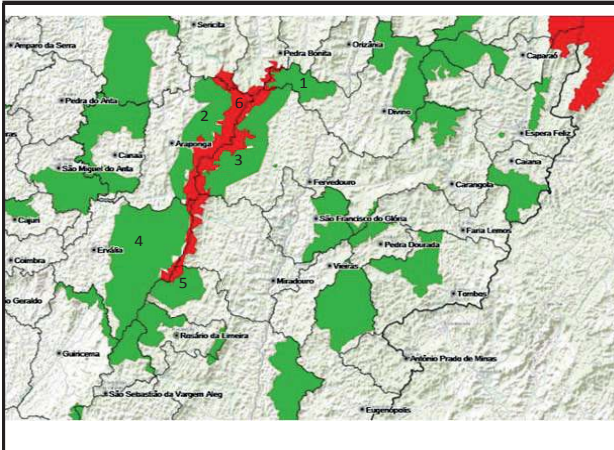 Sericita
Amparo da Serra
Pedra Bonita
Orizânia
Caparaó
1
6
Pedra do Anta
2
Divino
Espera Feliz
Araponga
Canaã
3
Caiana
São Miguel do Anta
Fervedouro
Carangola
Cajuri
São Francisco do Glória
Faria Lemos
4
Ervália
Pedra Dourada
Coimbra
Vieiras
5
Miradouro
Tombos
o Geraldo
Rosário da Limeira
Guiricema
Antônio Prado de Minas
São Sebastião da Vargem Aleg
Eugenópolis